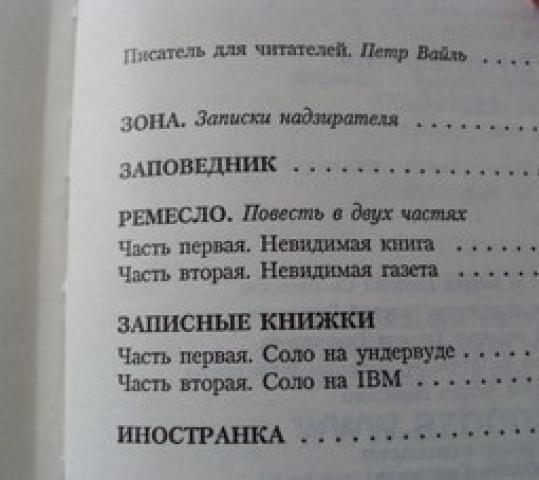 Писатель для читателей. Петр Вайль . . . .
ЗОНА. Записки надзирателя . . . . . . . . .
ЗАПОВЕДНИК . . . . . . . . . . . . . . . . . .
РЕМЕСЛО. Повесть в двух частях
Часть первая. Невидимая книга . . . . . .
Часть вторая. Невидимая газета . . . . . .
ЗАПИСНЫЕ КНИЖКИ
Часть первая. Соло на ундервуде . . . . . .
Часть вторая. Соло на IBM . . . . . . . . .
ИНОСТРАНКА . . . . . . . . . . . . . . . . .